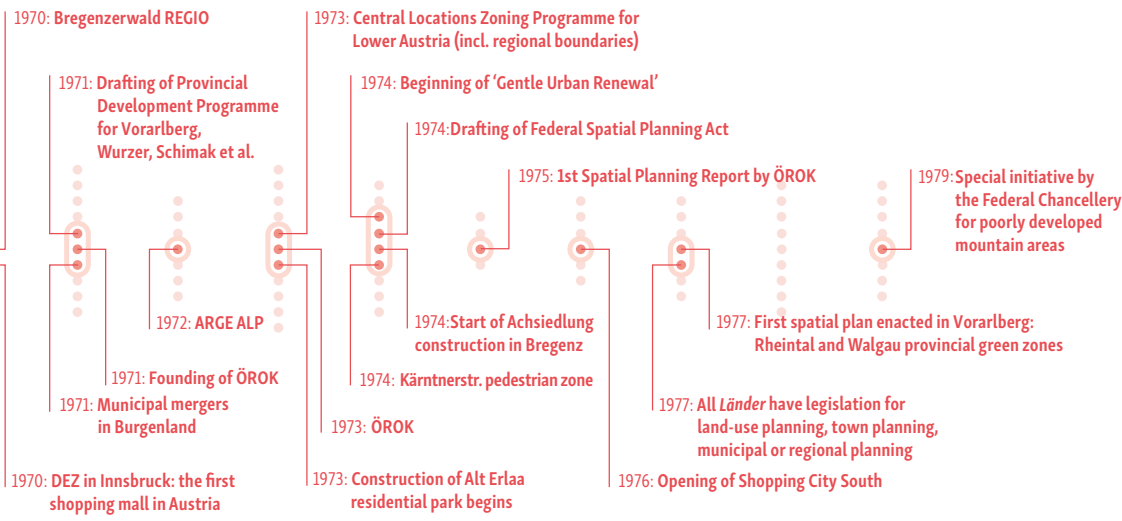 1970: Bregenzerwald REGIO
1971: Drafting of Provincial
Development Programme
for Vorarlberg,
Wurzer, Schimak et al.
1972: ARGE ALP
1971: Founding of ÖROK
1971: Municipal mergers
in Burgenland
1970: DEZ in Innsbruck: the first
shopping mall in Austria
1973: Central Locations Zoning Programme for
Lower Austria (incl. regional boundaries)
1974: Beginning of ‘Gentle Urban Renewal’
1974:Drafting of Federal Spatial Planning Act
1975: 1st Spatial Planning Report by ÖROK
1974:Start of Achsiedlung
construction in Bregenz
1974: Kärntnerstr. pedestrian zone
1973: ÖROK
1973: Construction of Alt Erlaa
residential park begins
1979:Special initiative by
the Federal Chancellery
for poorly developed
mountain areas
1977: First spatial plan enacted in Vorarlberg:
Rheintal and Walgau provincial green zones
1977: All Länder have legislation for
land-use planning, town planning,
municipal or regional planning
1976: Opening of Shopping City South